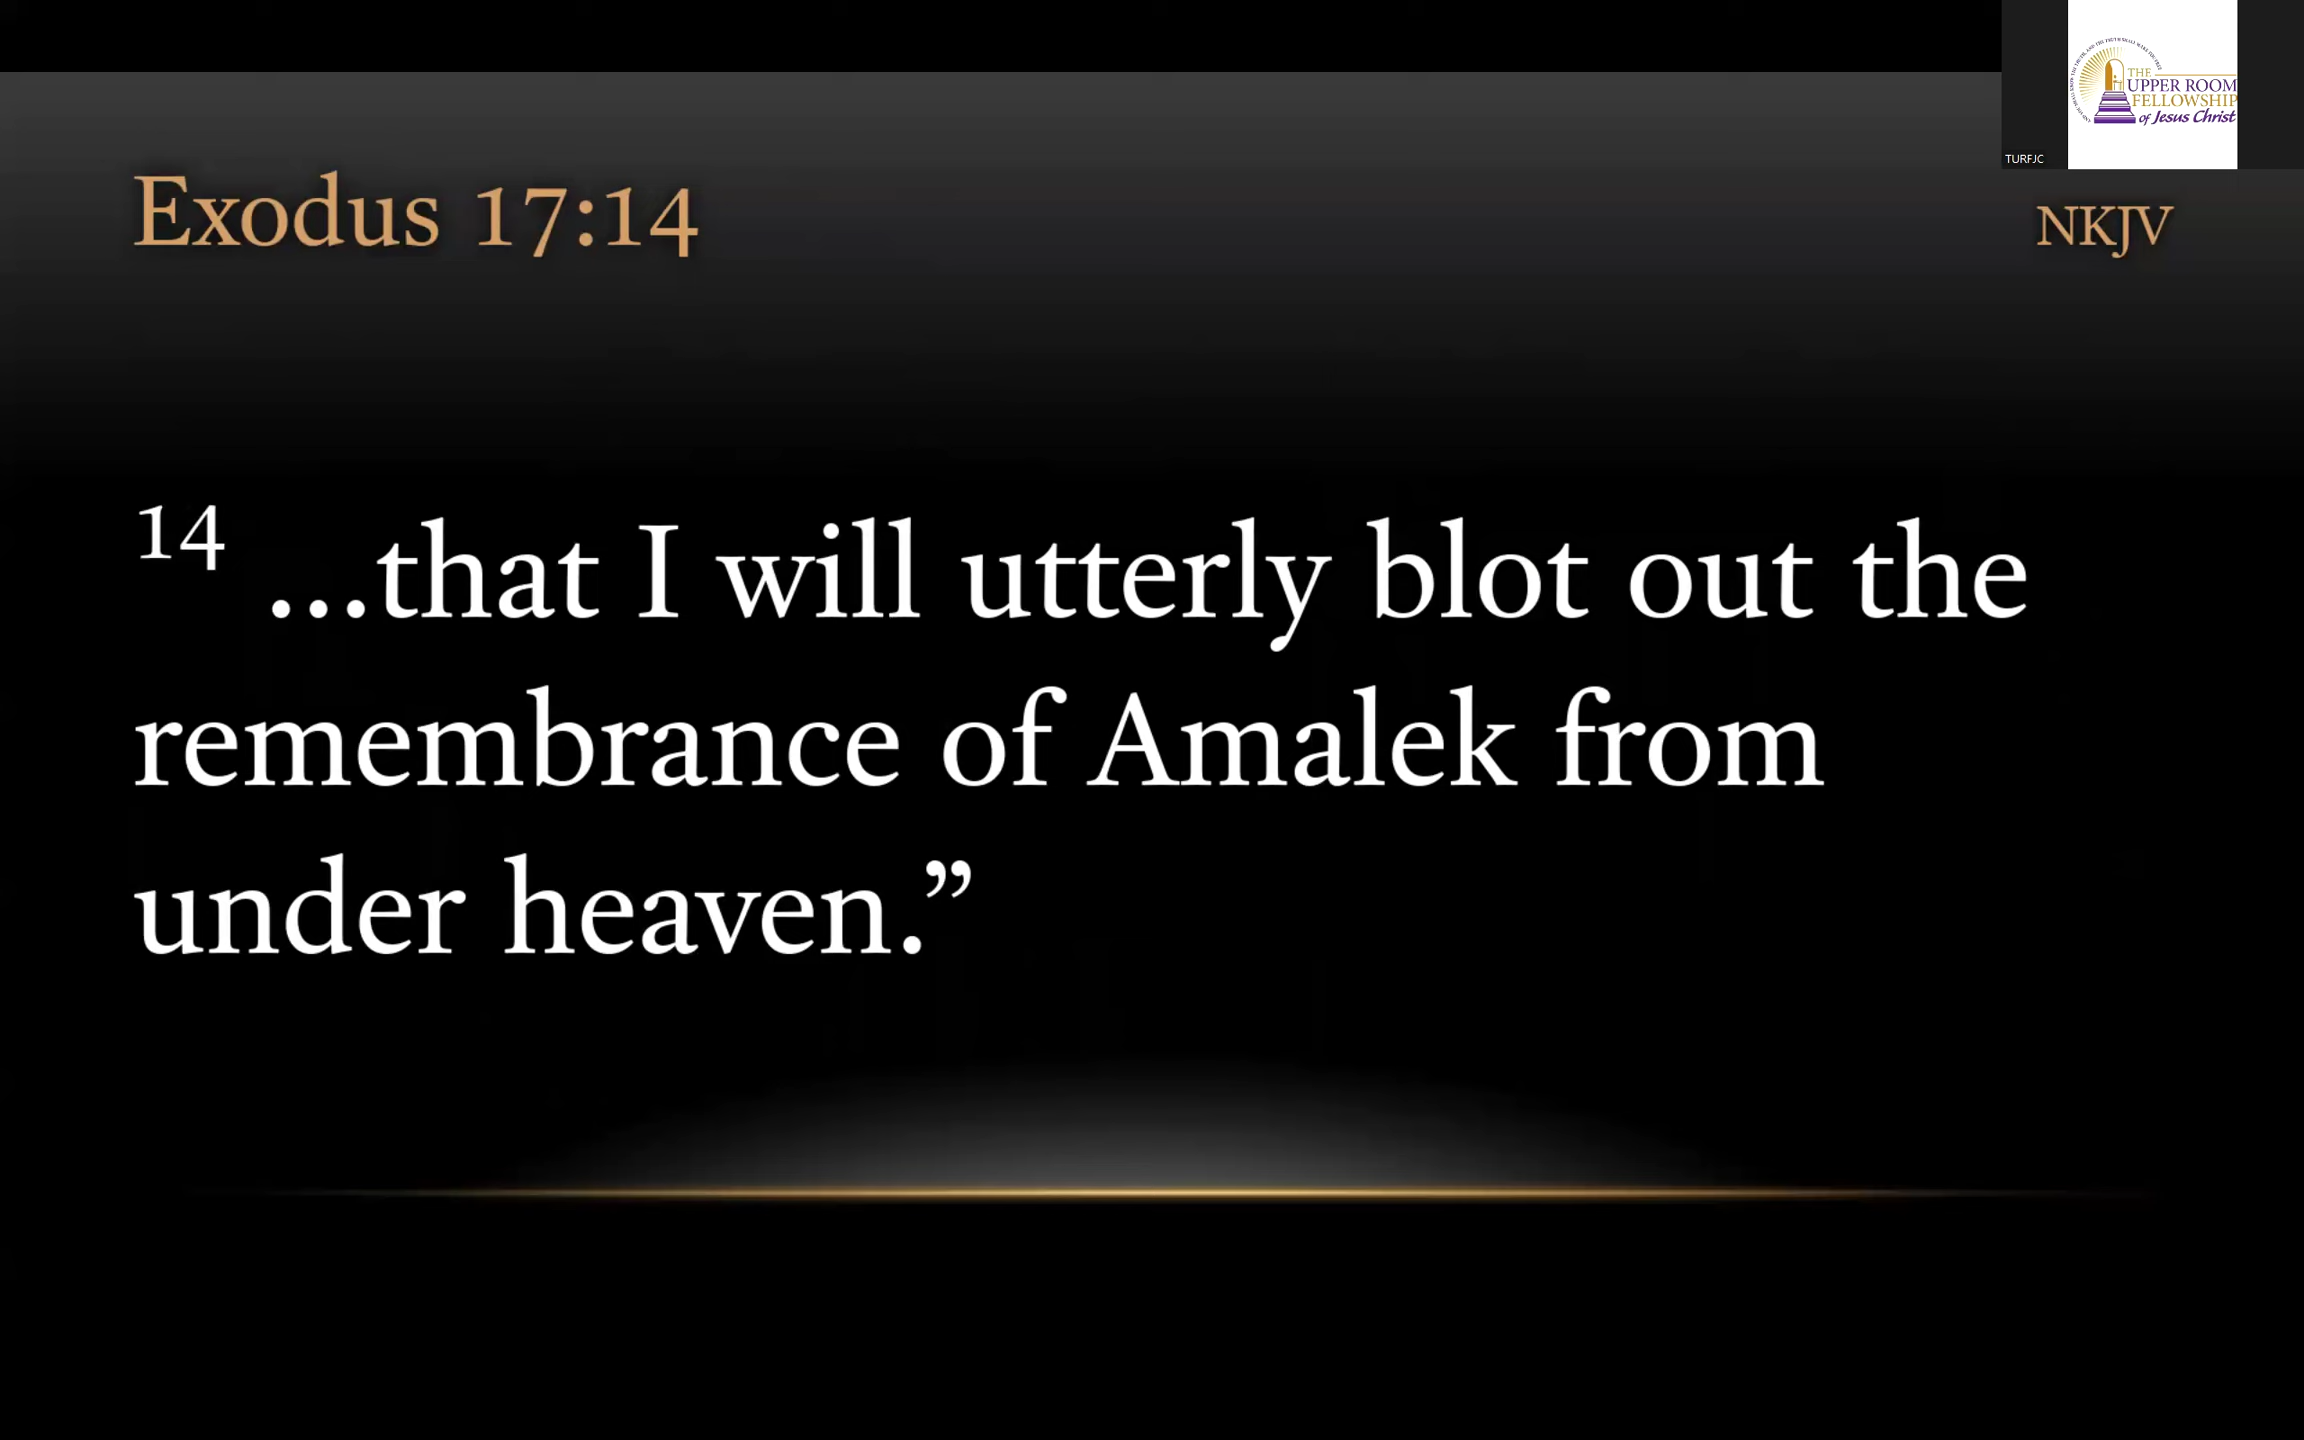 THE
UPPER ROOM
FELLOWSHIP
of Jesus Christ
TURFJC
Exodus 17:14
NKJV
14 ...that I will utterly blot out the
remembrance of Amalek from
under heaven.”